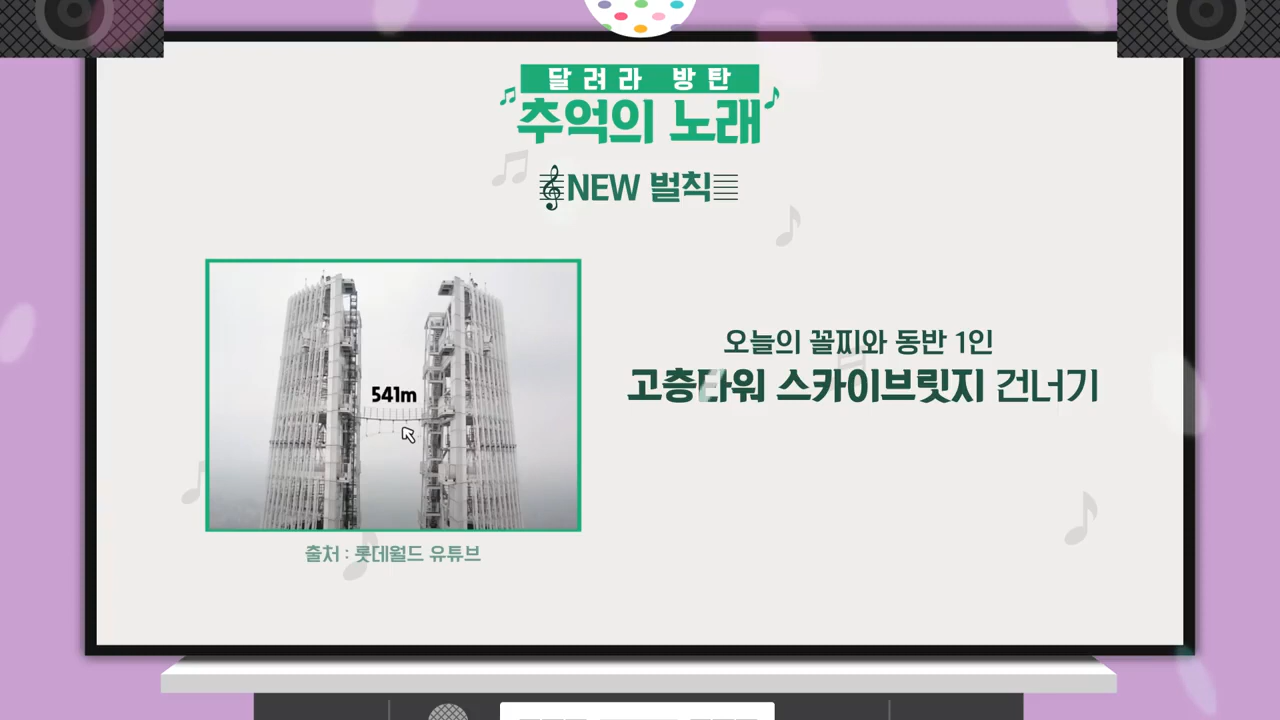 달려라 방탄
추억의 노래
NEW 벌칙
541m
오늘의 꼴찌와 동반 1인
고층타워 스카이브릿지 건너기
출처 : 롯데월드 유튜브